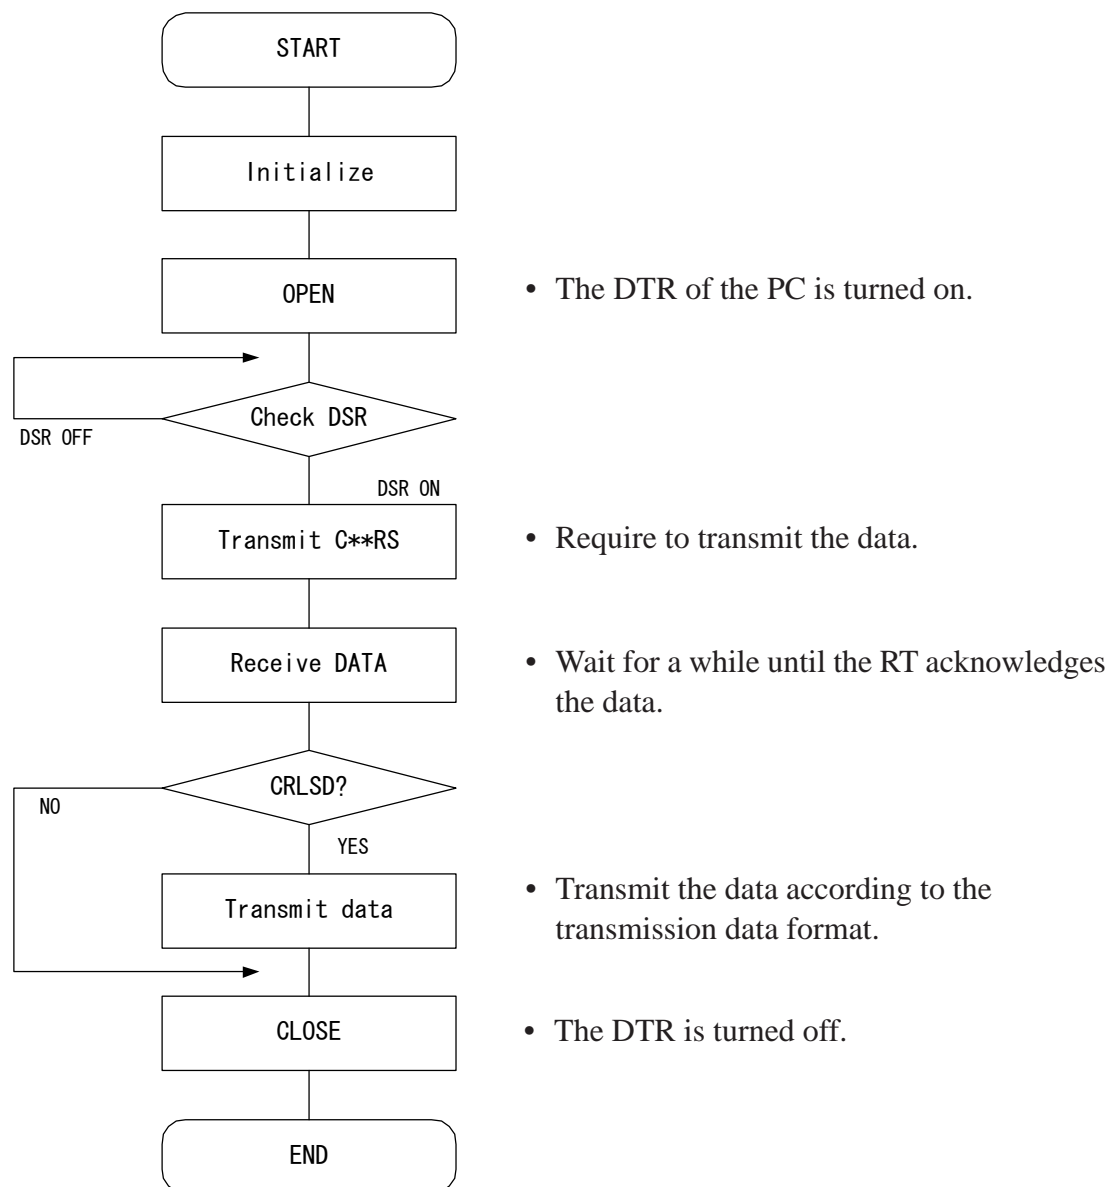 START
Initialize
OPEN
• The DTR of the PC is turned on.
Check DSR
DSR OFF
DSR ON
Transmit C**RS
• Require to transmit the data.
Receive DATA
• Wait for a while until the RT acknowledges
the data.
CRLSD?
NO
YES
Transmit data
• Transmit the data according to the
transmission data format.
CLOSE
• The DTR is turned off.
END